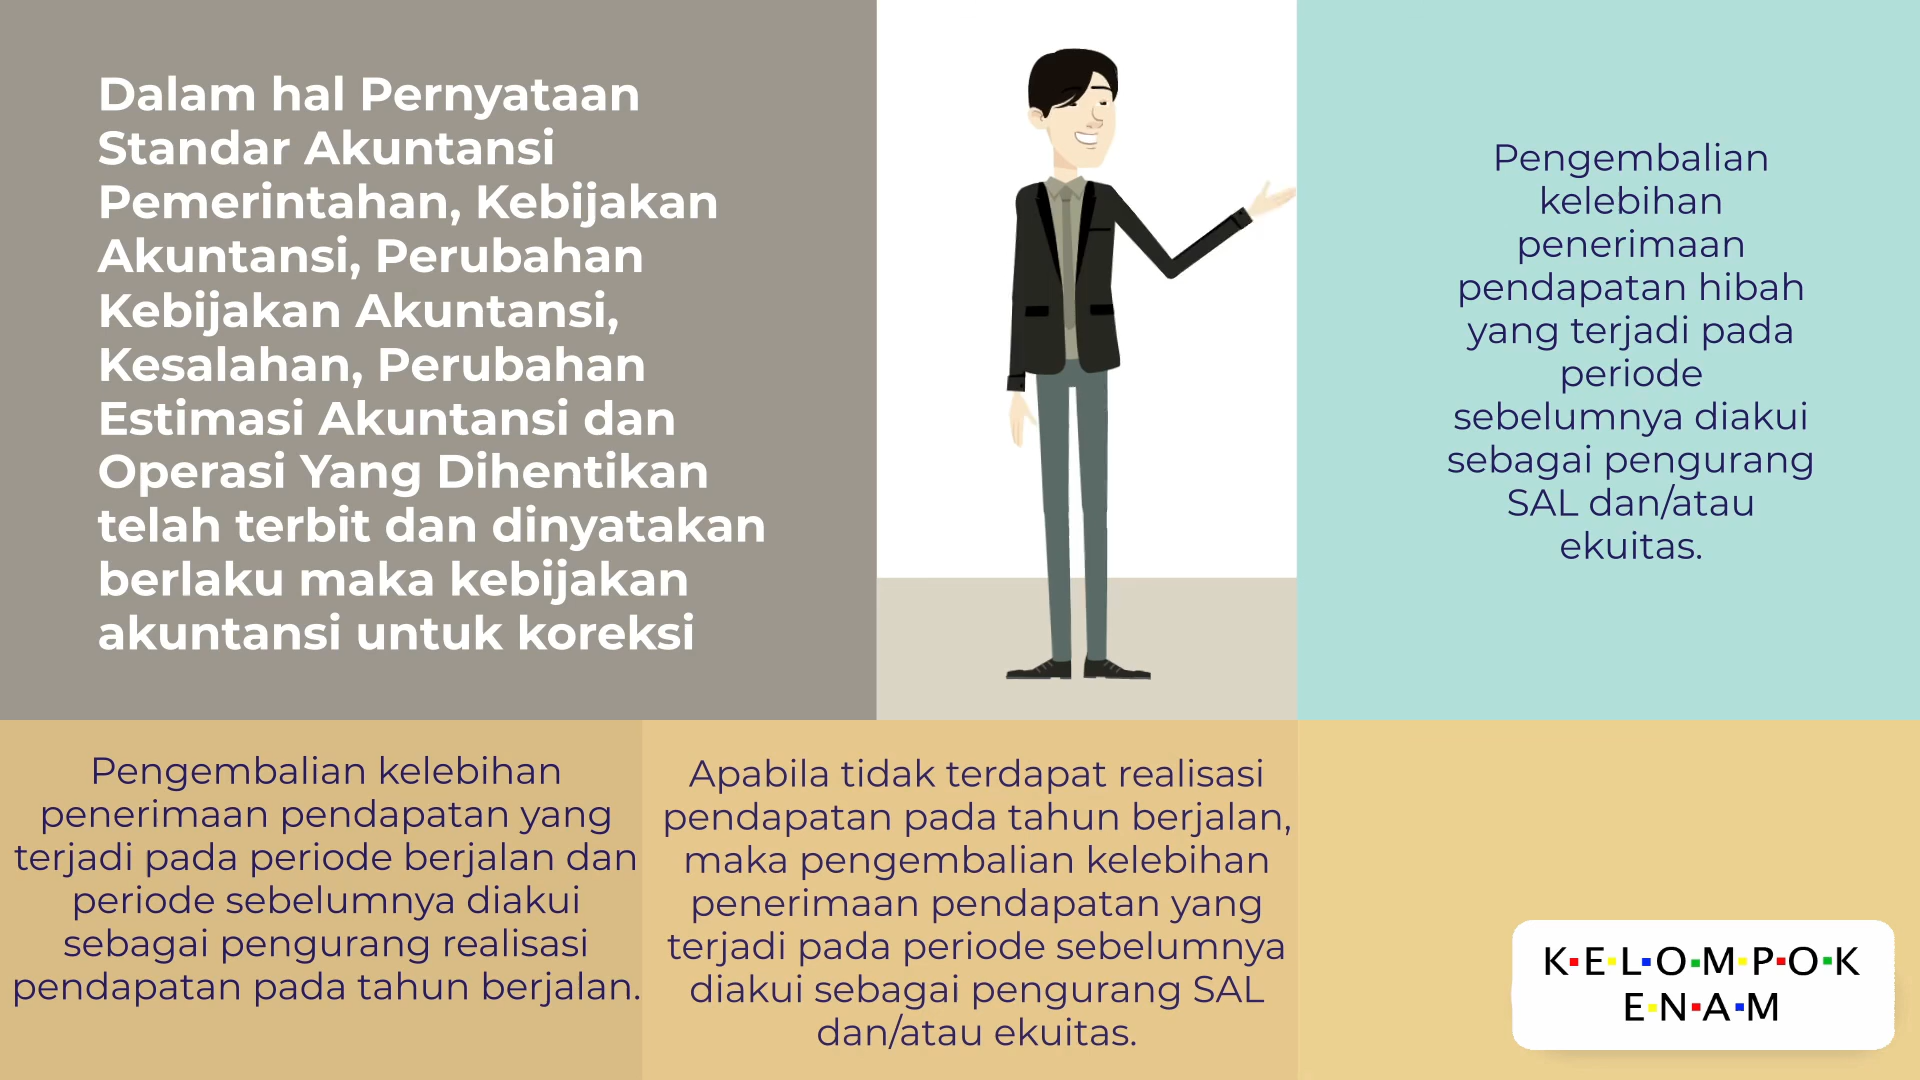 Dalam hal Pernyataan
Standar Akuntansi
Pemerintahan, Kebijakan
Akuntansi, Perubahan
Kebijakan Akuntansi,
Kesalahan, Perubahan
Estimasi Akuntansi dan
Operasi Yang Dihentikan
telah terbit dan dinyatakan
berlaku maka kebijakan
akuntansi untuk koreksi
Pengembalian
kelebihan
penerimaan
pendapatan hibah
yang terjadi pada
periode
sebelumnya diakui
sebagai pengurang
SAL dan/atau
ekuitas.
Pengembalian kelebihan
penerimaan pendapatan yang
terjadi pada periode berjalan dan
periode sebelumnya diakui
sebagai pengurang realisasi
pendapatan pada tahun berjalan.
Apabila tidak terdapat realisasi
pendapatan pada tahun berjalan,
maka pengembalian kelebihan
penerimaan pendapatan yang
terjadi pada periode sebelumnya
diakui sebagai pengurang SAL
dan/atau ekuitas.
K·E·L·O·M·P·O·K
E·N·A·M